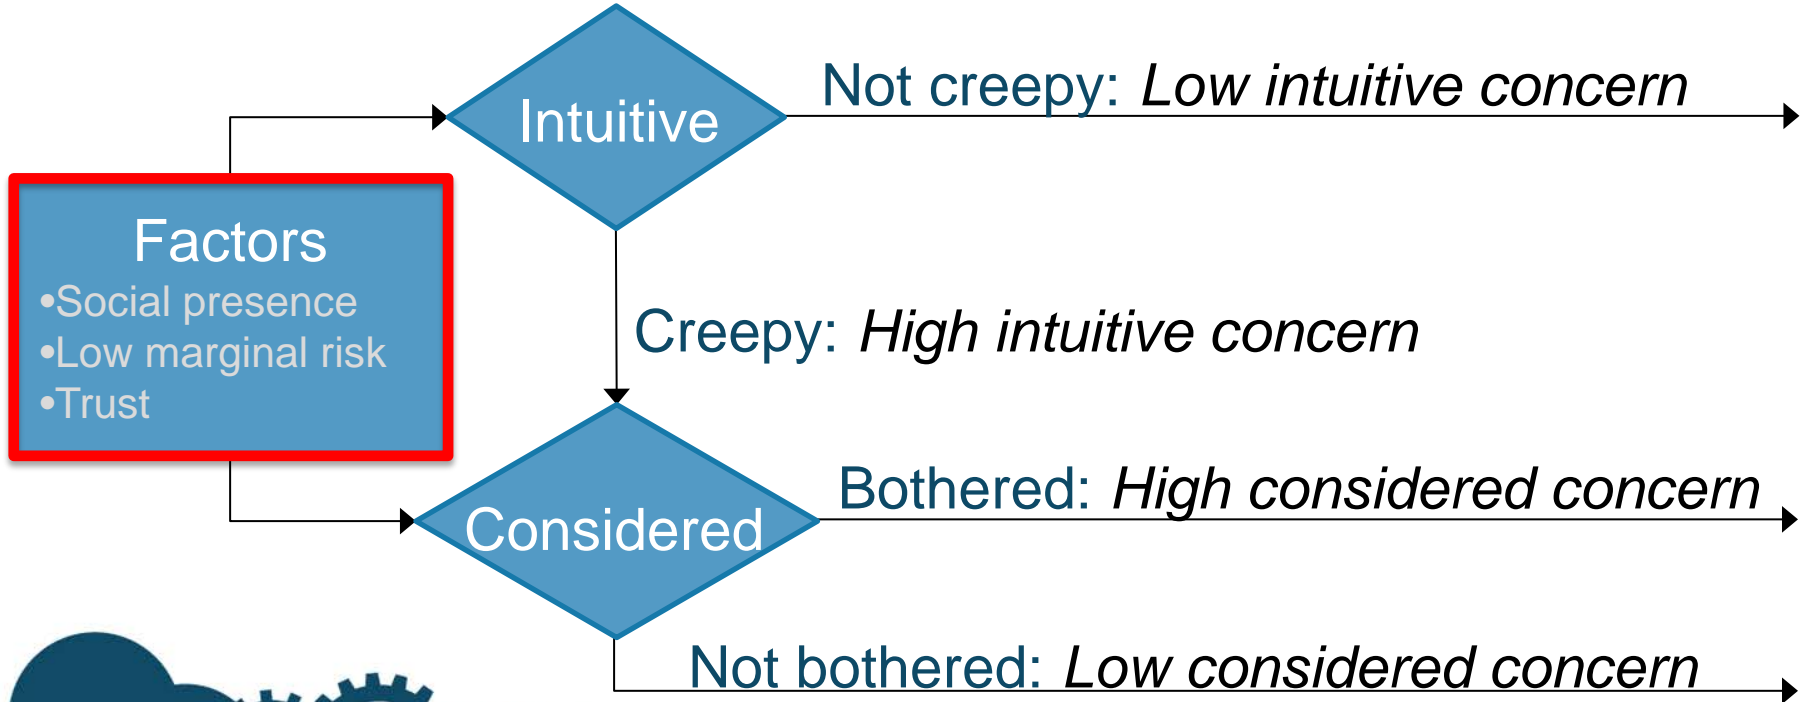 Not creepy: Low intuitive concern
Intuitive
Factors
•Social presence
•Low marginal risk
•Trust
Creepy: High intuitive concern
Bothered: High considered concern
Considered
Not bothered: Low considered concern